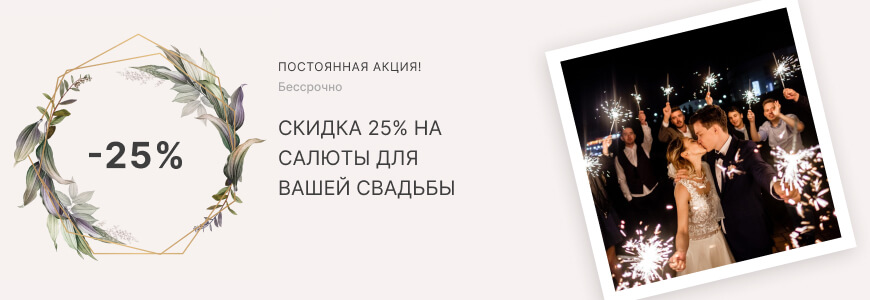 -25%
ПОСТОЯННАЯ АКЦИЯ!
Бессрочно
СКИДКА 25% НА
САЛЮТЫ ДЛЯ
ВАШЕЙ СВАДЬБЫ